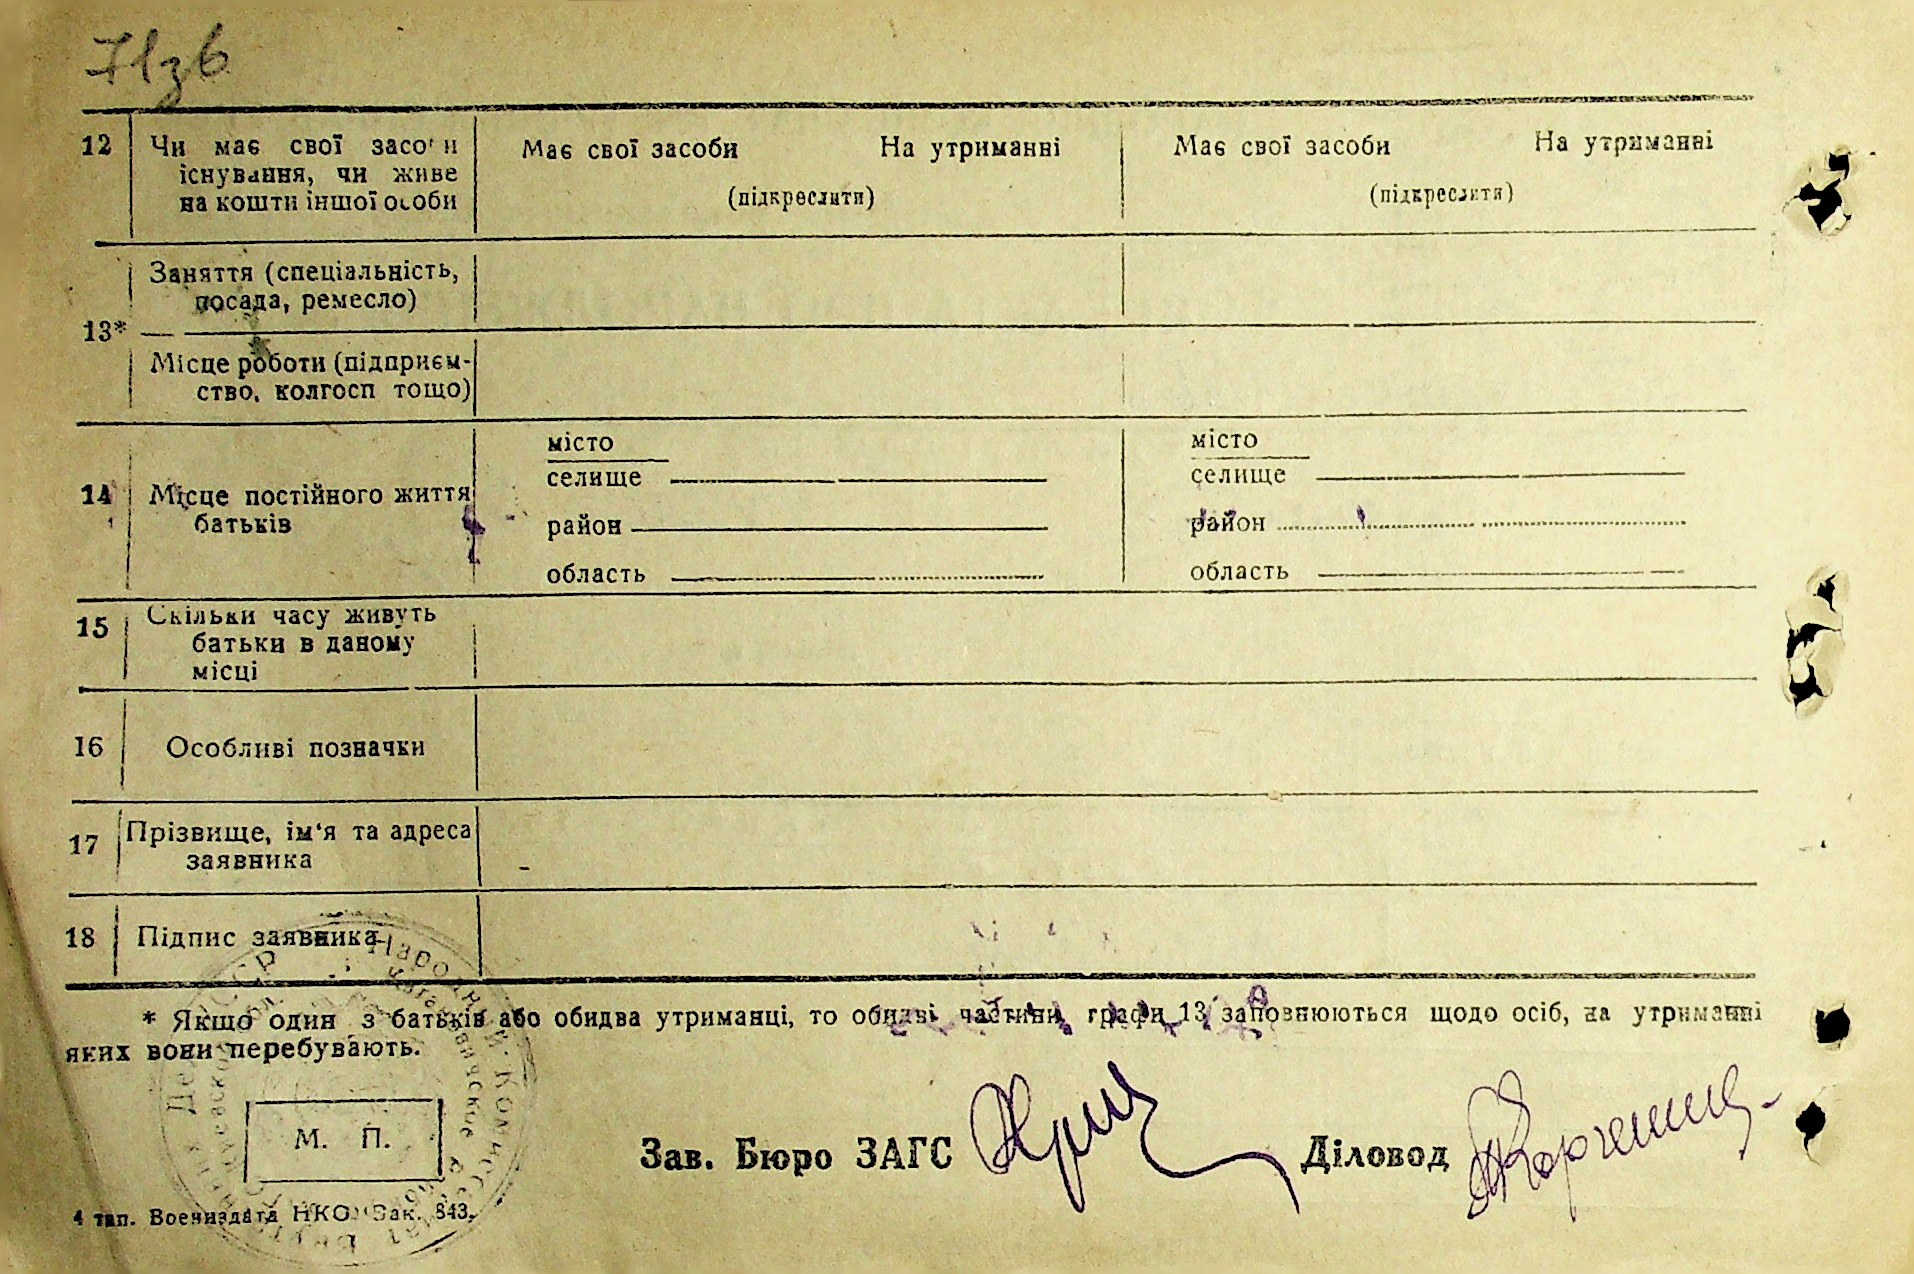 71зв
12 Чи має свої засоби Має свої засоби На утриманні Має свої засоби На утриманні
існування, чи живе (підкреслити) (підкреслити)
на кошти іншої особи
Заняття (спеціальність,
посада, ремесло)
13*
Місце роботи (підприєм-
ство, колгосп тощо)
місто місто
селище селище
14 Місце постійного життя
батьків
район район
область область
15 Скільки часу живуть
батьки в даному
місці
16 Особливі позначки
17 Прізвище, ім‘я та адреса
заявника
18 Підпис заявника
* Якщо один з батьків або обидва утриманці, то обидві частини графи 13 заповнюються щодо осіб, на утриманні
яких вони перебувають.
М. П.
Зав. Бюро ЗАГС Діловод
4 тип. Воениздата НКО Зак. 843.